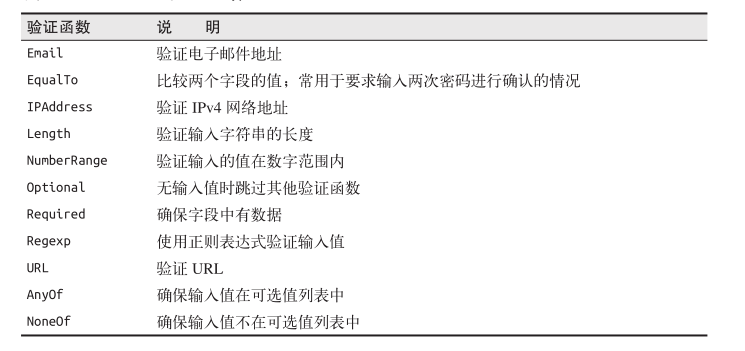 验证函数 说 明
Email 验证电子邮件地址
EqualTo 比较两个字段的值；常用于要求输入两次密码进行确认的情况
IPAddress 验证 IPv4 网络地址
Length 验证输入字符串的长度
NumberRange 验证输入的值在数字范围内
Optional 无输入值时跳过其他验证函数
Required 确保字段中有数据
Regexp 使用正则表达式验证输入值
URL 验证 URL
AnyOf 确保输入值在可选值列表中
NoneOf 确保输入值不在可选值列表中